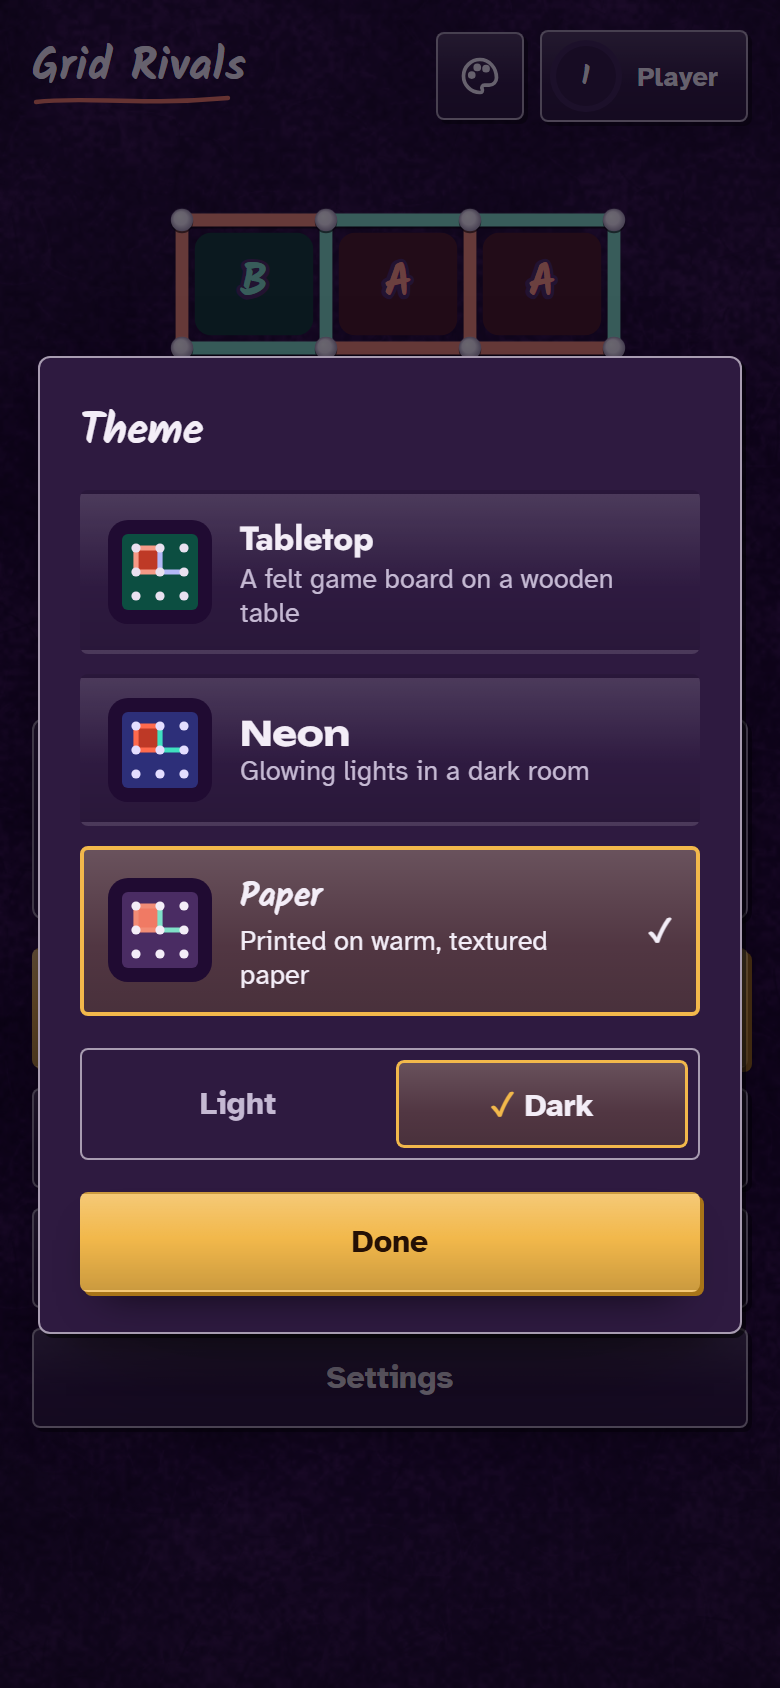 Grid Rivals
I
Player
B A A
Theme
Tabletop
A felt game board on a wooden
table
Neon
Glowing lights in a dark room
Paper
Printed on warm, textured
paper
Light
✓ Dark
Done
Settings